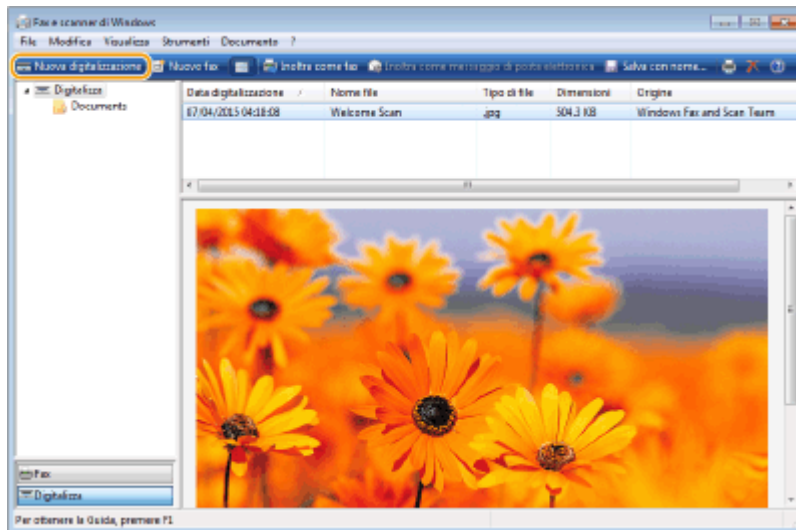 Fax e scanner di Windows
File Modifica Visualizza Strumenti Documento ?
Nuova digitalizzazione Nuovo fax Inoltra come fax Inoltra come messaggio di posta elettronica Salva con nome...
Digitalizza
Documents
Data digitalizzazione Nome file Tipo di file Dimensioni Origine
07/04/2015 04:18:08 Welcome Scan .jpg 504.3 KB Windows Fax and Scan Team
Fax
Digitalizza
Per ottenere la Guida, premere F1